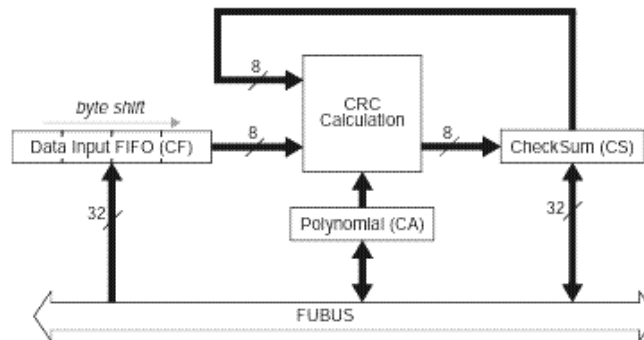 8
byte shift
CRC
Calculation
Data Input FIFO (CF)
8
8
CheckSum (CS)
32
Polynomial (CA)
32
FUBUS